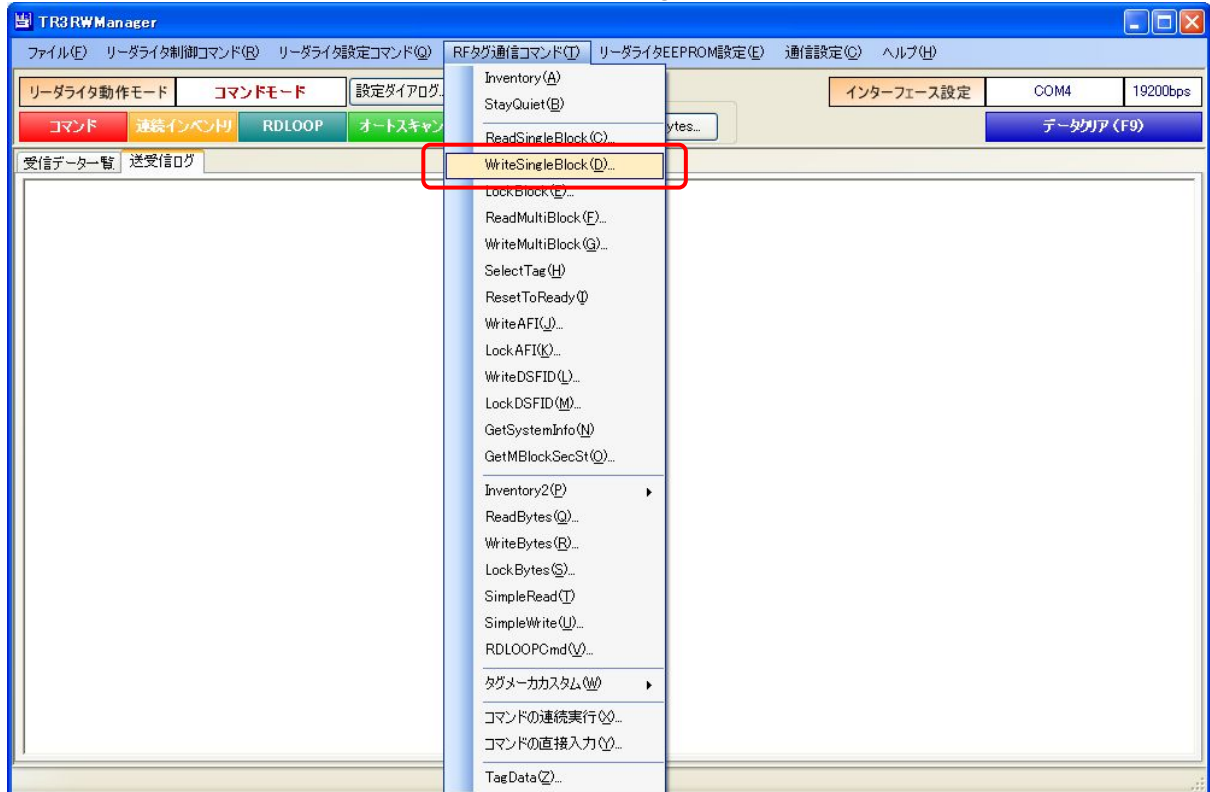 TR3RWManager
ファイル(F) リーダライタ制御コマンド(R) リーダライタ設定コマンド(Q) RFタグ通信コマンド(T) リーダライタEEPROM設定(E) 通信設定(C) ヘルプ(H)
リーダライタ動作モード コマンドモード 設定ダイアログ インターフェース設定 COM4 19200bps
コマンド 連続インベントリ RDLOOP オートスキャン ytes... データクリア(F9)
受信データ一覧 送受信ログ
Inventory(A)
StayQuiet(B)
ReadSingleBlock(C)...
WriteSingleBlock(D)...
LockBlock(E)...
ReadMultiBlock(F)...
WriteMultiBlock(G)...
SelectTag(H)
ResetToReady(I)
WriteAFI(J)...
LockAFI(K)...
WriteDSFID(L)...
LockDSFID(M)...
GetSystemInfo(N)
GetMBlockSecSt(O)...
Inventory2(P)
ReadBytes(Q)...
WriteBytes(R)...
LockBytes(S)...
SimpleRead(T)
SimpleWrite(U)...
RDLOOPCmd(V)...
タグメーカカスタム(W)
コマンドの連続実行(X)...
コマンドの直接入力(Y)...
TagData(Z)...